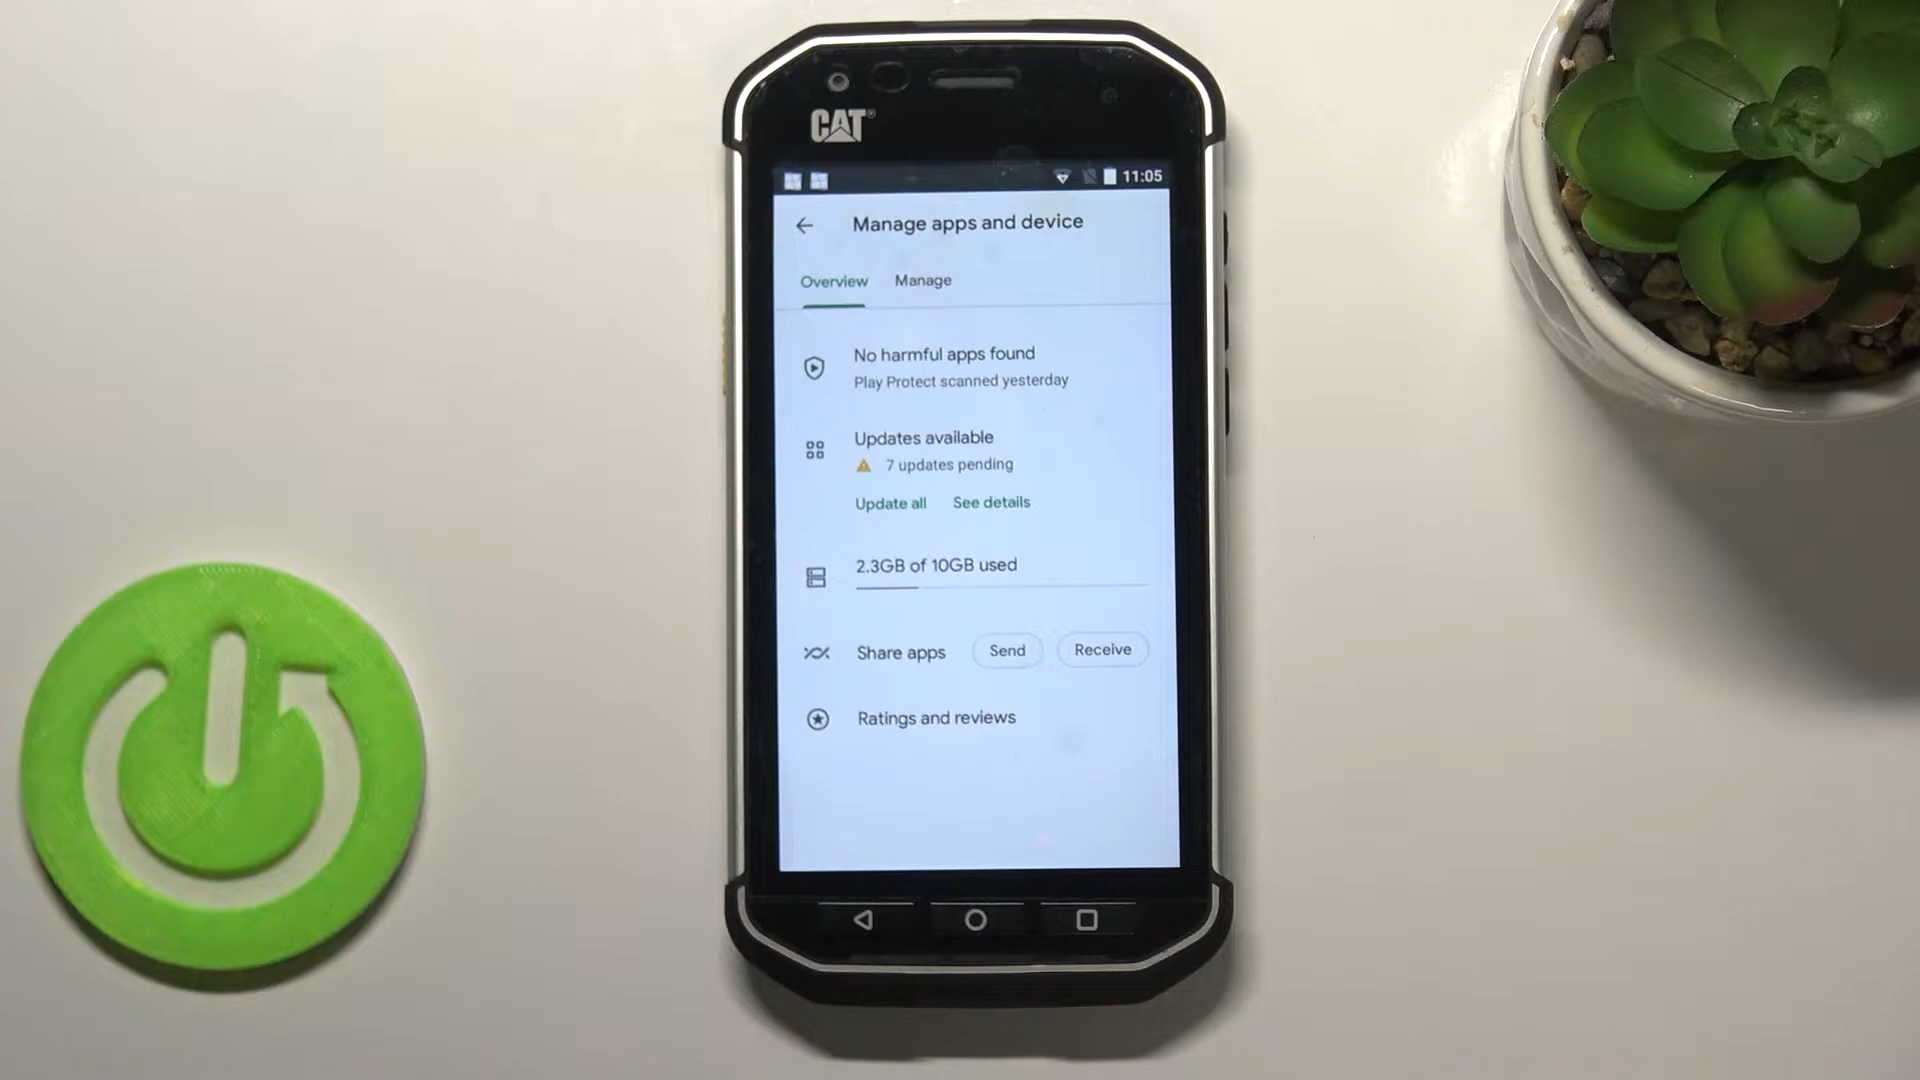 CAT®
11:05
Manage apps and device
Overview Manage
No harmful apps found
Play Protect scanned yesterday
Updates available
7 updates pending
Update all See details
2.3GB of 10GB used
Share apps Send Receive
Ratings and reviews